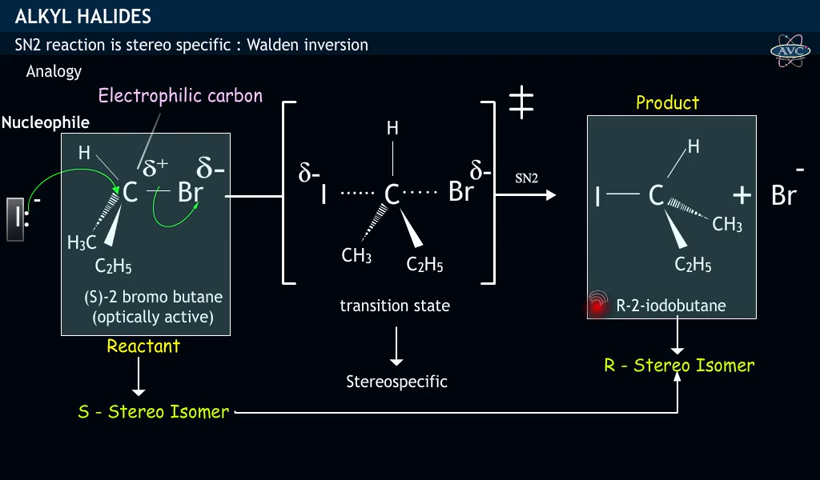 ALKYL HALIDES
SN2 reaction is stereo specific : Walden inversion
AVC
Analogy
Electrophilic carbon
Nucleophile
I:-
H
C
δ+
Br
δ-
H3C
C2H5
(S)-2 bromo butane
(optically active)
Reactant
S - Stereo Isomer
‡
H
δ-
I ...... C ..... Br
δ-
CH3
C2H5
transition state
Stereospecific
SN2
Product
H
I — C
CH3
C2H5
+ Br-
R-2-iodobutane
R - Stereo Isomer